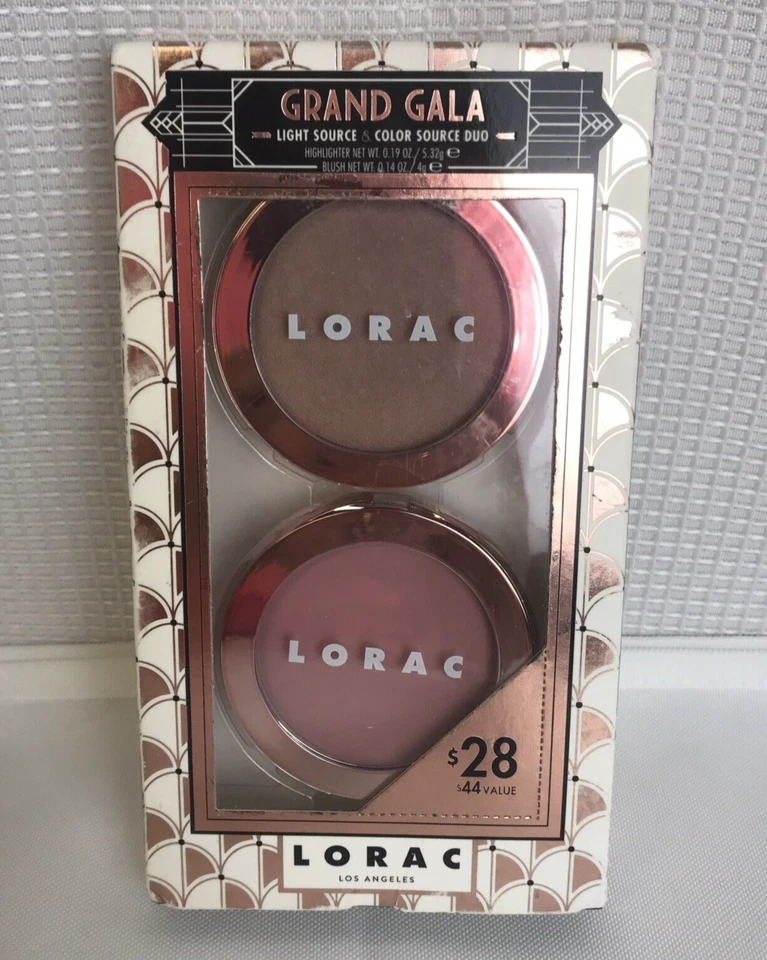 GRAND GALA
LIGHT SOURCE & COLOR SOURCE DUO
HIGHLIGHTER NET WT. 0.19 OZ./ 5.32g ℮
BLUSH NET WT. 0.14 OZ./ 4g ℮
LORAC
LORAC
$28
$44 VALUE
LORAC
LOS ANGELES